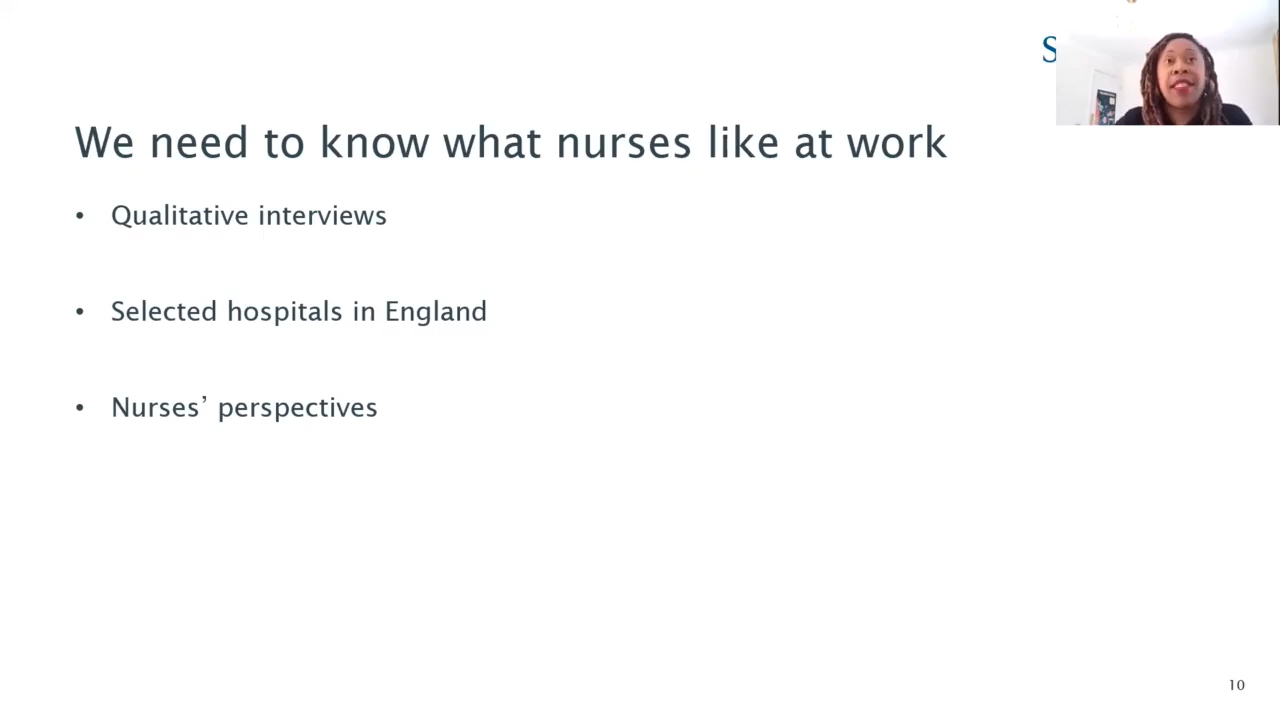 We need to know what nurses like at work
• Qualitative interviews
• Selected hospitals in England
• Nurses’ perspectives
10